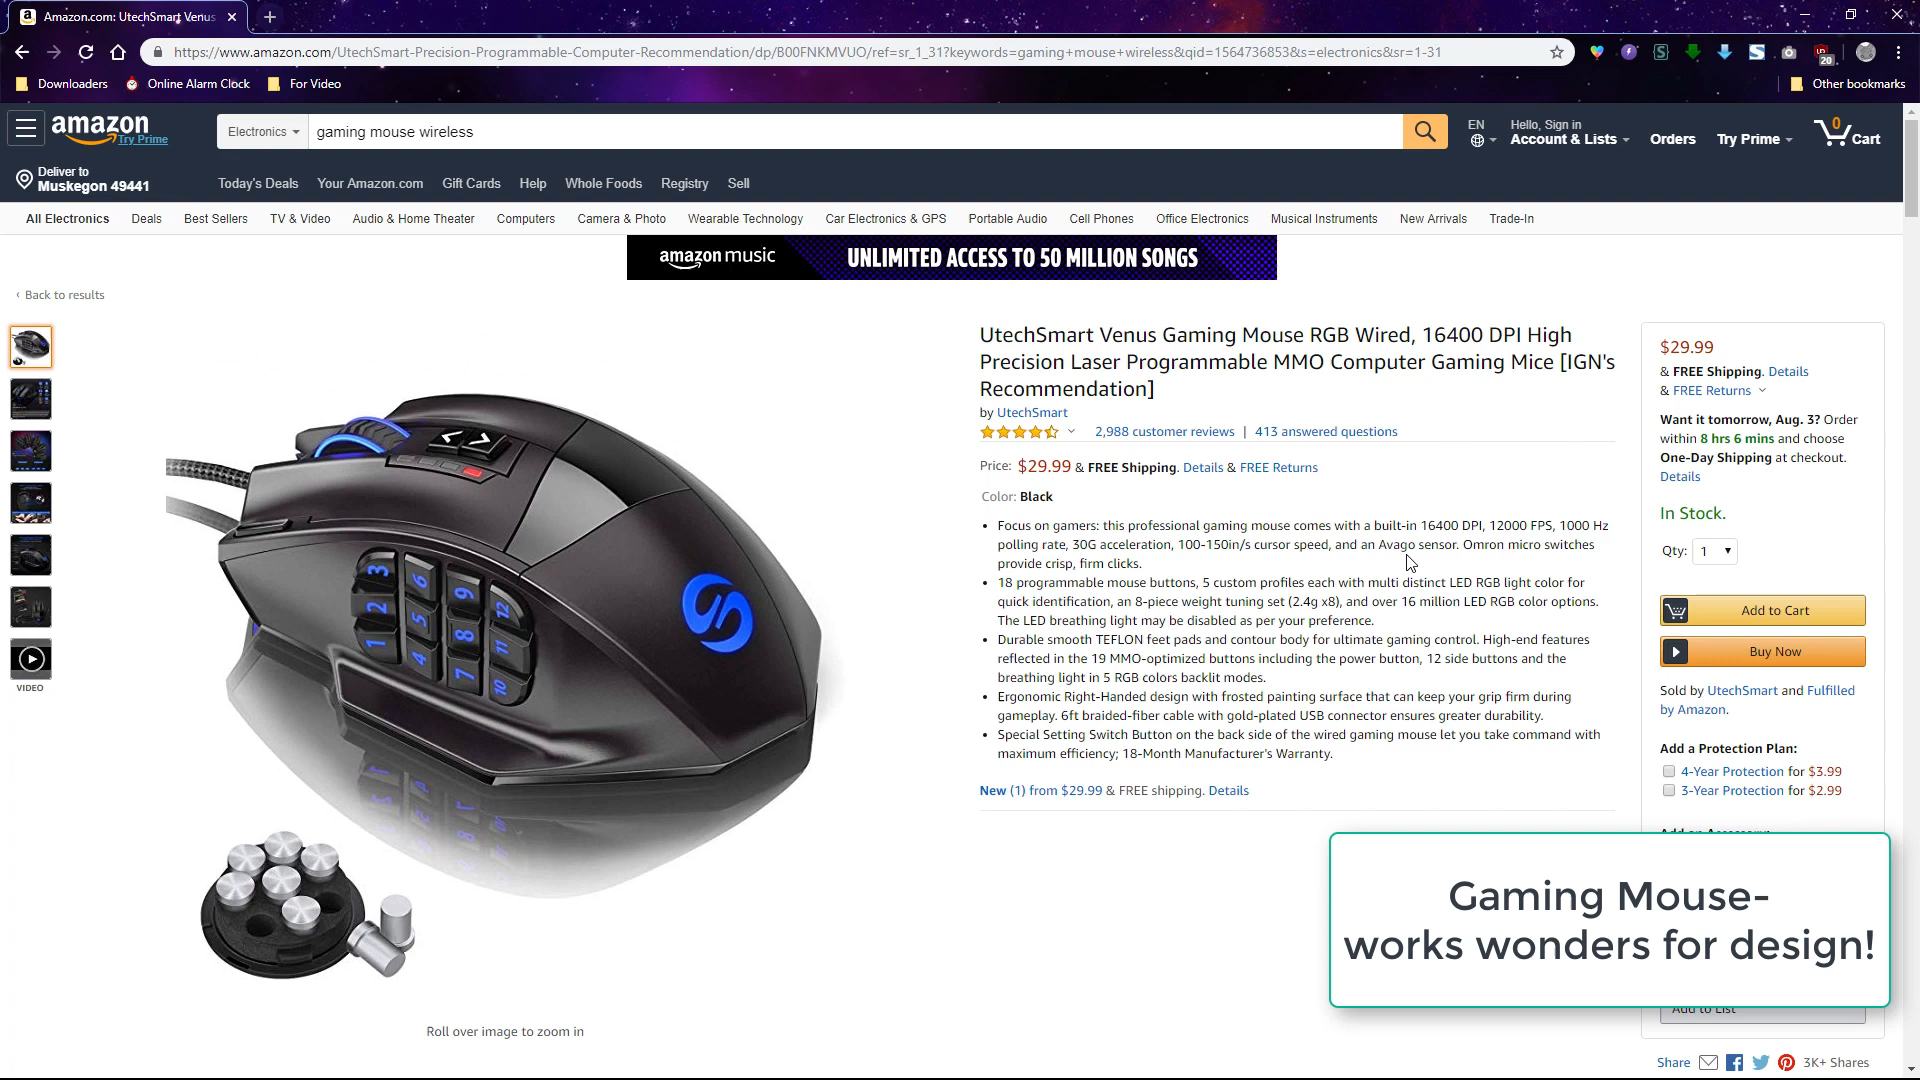 Amazon.com: UtechSmart Venus
https://www.amazon.com/UtechSmart-Precision-Programmable-Computer-Recommendation/dp/B00FNKMVUO/ref=sr_1_31?keywords=gaming+mouse+wireless&qid=1564736853&s=electronics&sr=1-31
20
Downloaders
Online Alarm Clock
For Video
Other bookmarks
amazon
Try Prime
Electronics
gaming mouse wireless
EN
Hello, Sign in
Account & Lists
Orders
Try Prime
0
Cart
Deliver to
Muskegon 49441
Today's Deals
Your Amazon.com
Gift Cards
Help
Whole Foods
Registry
Sell
All Electronics
Deals
Best Sellers
TV & Video
Audio & Home Theater
Computers
Camera & Photo
Wearable Technology
Car Electronics & GPS
Portable Audio
Cell Phones
Office Electronics
Musical Instruments
New Arrivals
Trade-In
amazon music
UNLIMITED ACCESS TO 50 MILLION SONGS
‹ Back to results
VIDEO
3 6 9 12
2 5 8 11
1 4 7 10
Roll over image to zoom in
UtechSmart Venus Gaming Mouse RGB Wired, 16400 DPI High
Precision Laser Programmable MMO Computer Gaming Mice [IGN's
Recommendation]
by UtechSmart
2,988 customer reviews | 413 answered questions
Price: $29.99 & FREE Shipping. Details & FREE Returns
Color: Black
• Focus on gamers: this professional gaming mouse comes with a built-in 16400 DPI, 12000 FPS, 1000 Hz
polling rate, 30G acceleration, 100-150in/s cursor speed, and an Avago sensor. Omron micro switches
provide crisp, firm clicks.
• 18 programmable mouse buttons, 5 custom profiles each with multi distinct LED RGB light color for
quick identification, an 8-piece weight tuning set (2.4g x8), and over 16 million LED RGB color options.
The LED breathing light may be disabled as per your preference.
• Durable smooth TEFLON feet pads and contour body for ultimate gaming control. High-end features
reflected in the 19 MMO-optimized buttons including the power button, 12 side buttons and the
breathing light in 5 RGB colors backlit modes.
• Ergonomic Right-Handed design with frosted painting surface that can keep your grip firm during
gameplay. 6ft braided-fiber cable with gold-plated USB connector ensures greater durability.
• Special Setting Switch Button on the back side of the wired gaming mouse let you take command with
maximum efficiency; 18-Month Manufacturer's Warranty.
New (1) from $29.99 & FREE shipping. Details
$29.99
& FREE Shipping. Details
& FREE Returns
Want it tomorrow, Aug. 3? Order
within 8 hrs 6 mins and choose
One-Day Shipping at checkout.
Details
In Stock.
Qty: 1
Add to Cart
Buy Now
Sold by UtechSmart and Fulfilled
by Amazon.
Add a Protection Plan:
4-Year Protection for $3.99
3-Year Protection for $2.99
Gaming Mouse-
works wonders for design!
Add to List
Share
3K+ Shares